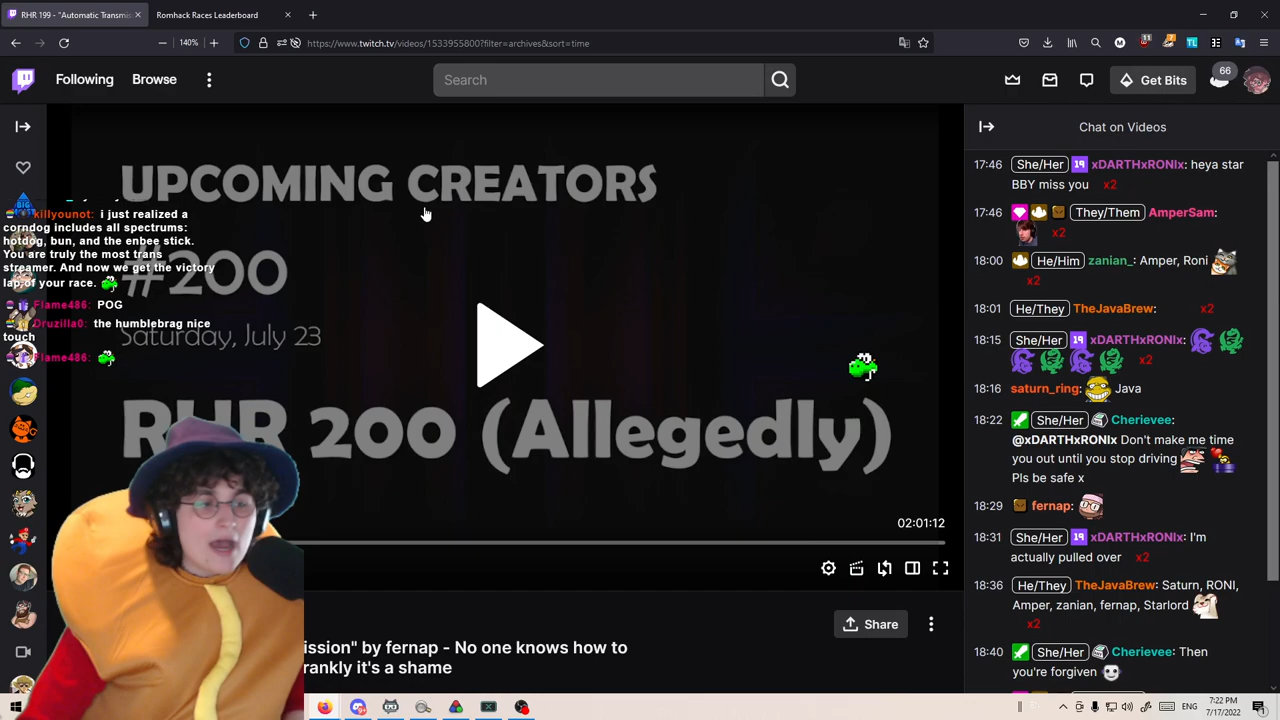 RHR 199 - "Automatic Transmis
Romhack Races Leaderboard
140%
https://www.twitch.tv/videos/1533955800?filter=archives&sort=time
Following
Browse
Search
66
Get Bits
UPCOMING CREATORS
#200
Saturday, July 23
RHR 200 (Allegedly)
02:01:12
killyounot: i just realized a
corndog includes all spectrums:
hotdog, bun, and the enbee stick.
You are truly the most trans
streamer. And now we get the victory
lap of your race.
Flame486: POG
Druzilla0: the humblebrag nice
touch
Flame486:
Share
ission" by fernap - No one knows how to
rankly it's a shame
Chat on Videos
17:46 She/Her 19 xDARTHxRONIx: heya star
BBY miss you x2
17:46 They/Them AmperSam:
x2
18:00 He/Him zanian_: Amper, Roni
x2
18:01 He/They TheJavaBrew: x2
18:15 She/Her 19 xDARTHxRONIx:
x2
18:16 saturn_ring: Java
18:22 She/Her Cherievee:
@xDARTHxRONIx Don't make me time
you out until you stop driving
Pls be safe x
18:29 fernap:
18:31 She/Her 19 xDARTHxRONIx: I'm
actually pulled over x2
18:36 He/They TheJavaBrew: Saturn, RONI,
Amper, zanian, fernap, Starlord
x2
18:40 She/Her Cherievee: Then
you're forgiven
ENG
7:22 PM
7/17/2022